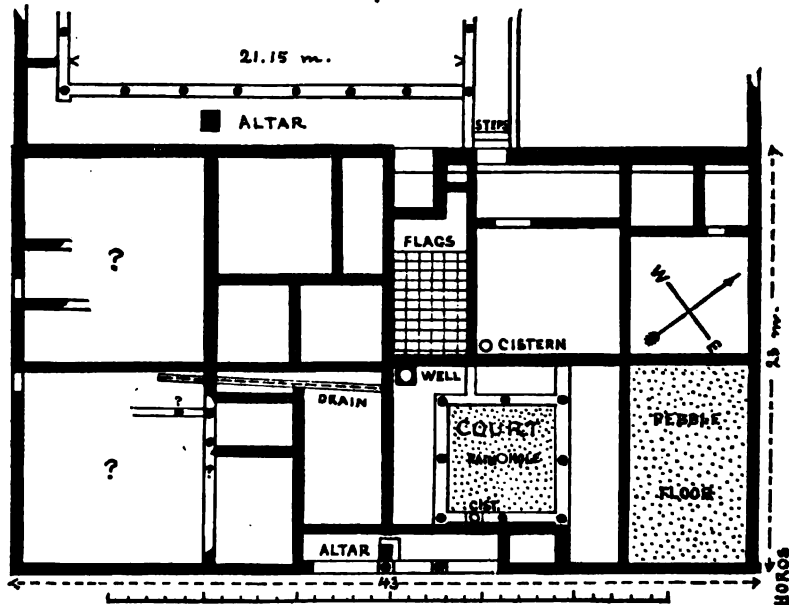 21.15 m.
ALTAR
STEPS
FLAGS
?
W
E
CISTERN
23 m.
WELL
DRAIN
?
COURT
PEBBLE
FLOOR
?
?
CIST.
ALTAR
43
HOROS